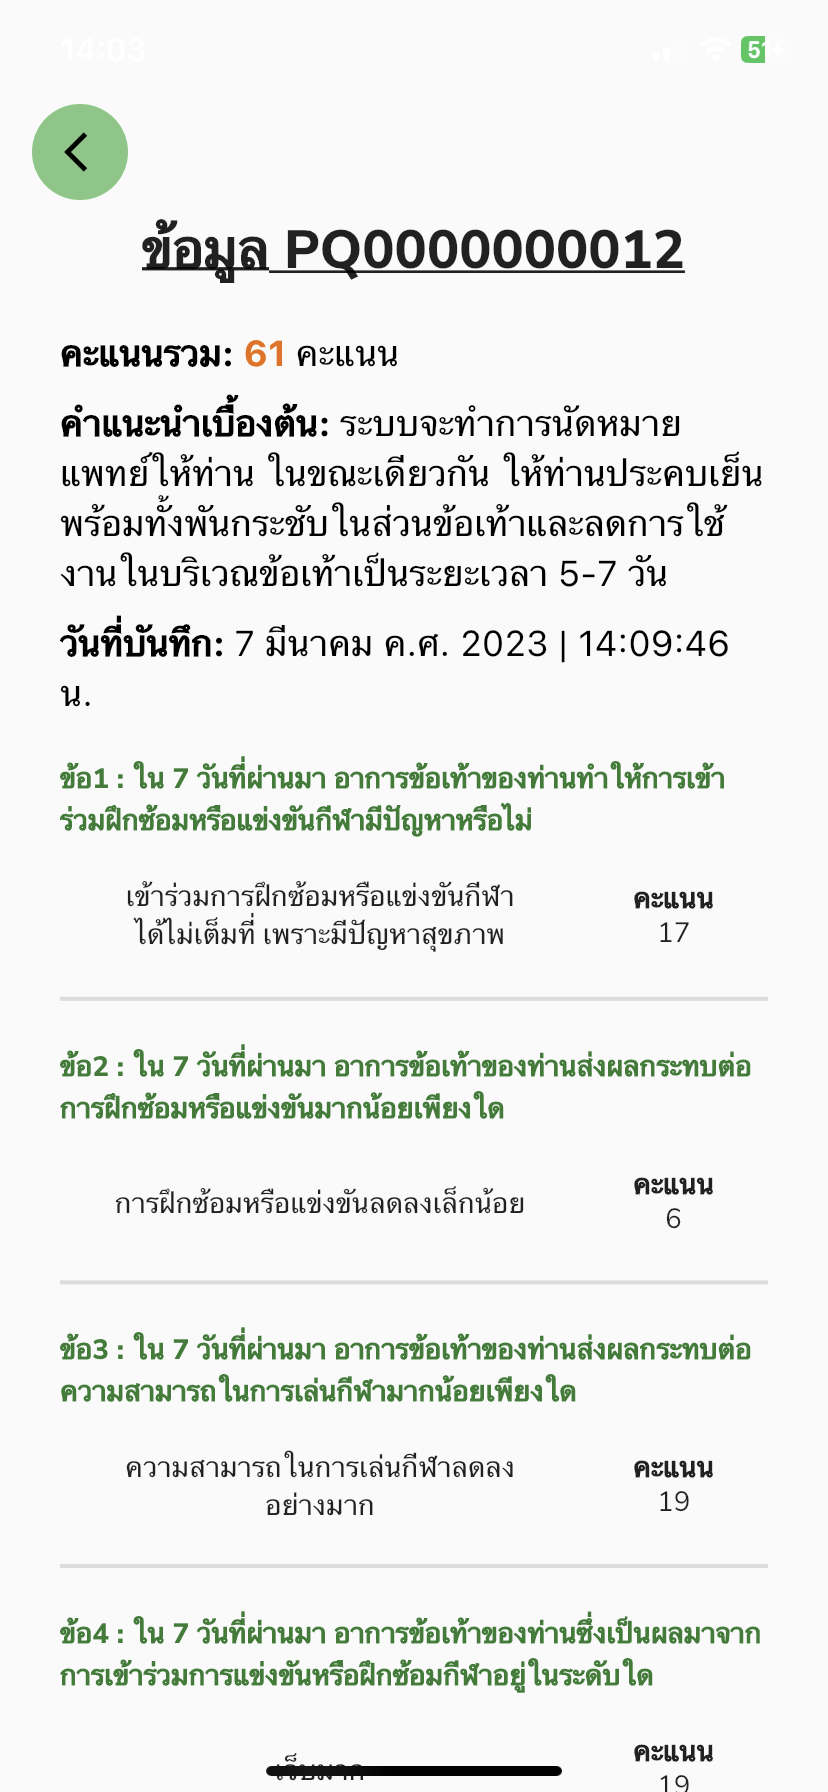 14:03
ข้อมูล PQ0000000012
คะแนนรวม: 61 คะแนน
คำแนะนำเบื้องต้น: ระบบจะทำการนัดหมาย
แพทย์ให้ท่าน ในขณะเดียวกัน ให้ท่านประคบเย็น
พร้อมทั้งพันกระชับในส่วนข้อเท้าและลดการใช้
งานในบริเวณข้อเท้าเป็นระยะเวลา 5-7 วัน
วันที่บันทึก: 7 มีนาคม ค.ศ. 2023 | 14:09:46
น.
ข้อ1 : ใน 7 วันที่ผ่านมา อาการข้อเท้าของท่านทำให้การเข้า
ร่วมฝึกซ้อมหรือแข่งขันกีฬามีปัญหาหรือไม่
เข้าร่วมการฝึกซ้อมหรือแข่งขันกีฬา
ได้ไม่เต็มที่ เพราะมีปัญหาสุขภาพ
คะแนน
17
ข้อ2 : ใน 7 วันที่ผ่านมา อาการข้อเท้าของท่านส่งผลกระทบต่อ
การฝึกซ้อมหรือแข่งขันมากน้อยเพียงใด
การฝึกซ้อมหรือแข่งขันลดลงเล็กน้อย
คะแนน
6
ข้อ3 : ใน 7 วันที่ผ่านมา อาการข้อเท้าของท่านส่งผลกระทบต่อ
ความสามารถในการเล่นกีฬามากน้อยเพียงใด
ความสามารถในการเล่นกีฬาลดลง
อย่างมาก
คะแนน
19
ข้อ4 : ใน 7 วันที่ผ่านมา อาการข้อเท้าของท่านซึ่งเป็นผลมาจาก
การเข้าร่วมการแข่งขันหรือฝึกซ้อมกีฬาอยู่ในระดับใด
เจ็บมาก
คะแนน
19